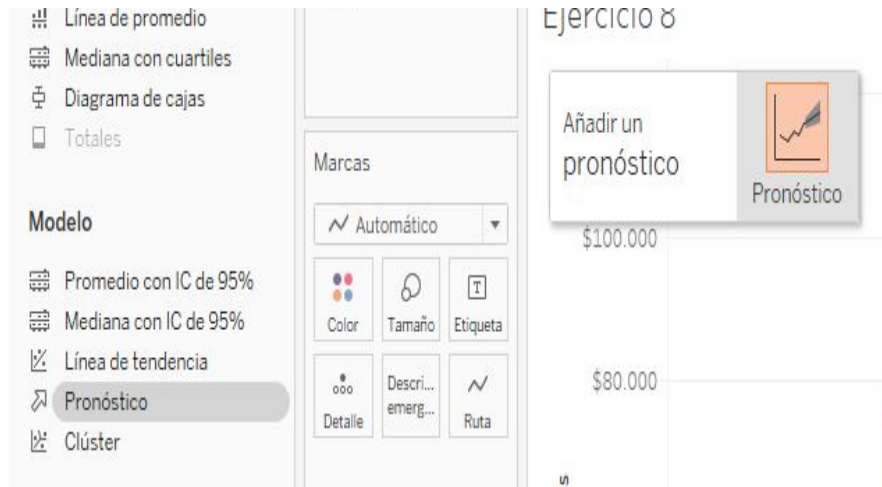 Línea de promedio
Mediana con cuartiles
Diagrama de cajas
Totales
Modelo
Promedio con IC de 95%
Mediana con IC de 95%
Línea de tendencia
Pronóstico
Clúster
Marcas
Automático
Color
Tamaño
T
Etiqueta
Detalle
Descri...
emerg...
Ruta
Ejercicio 8
Añadir un
pronóstico
Pronóstico
$100.000
$80.000
s